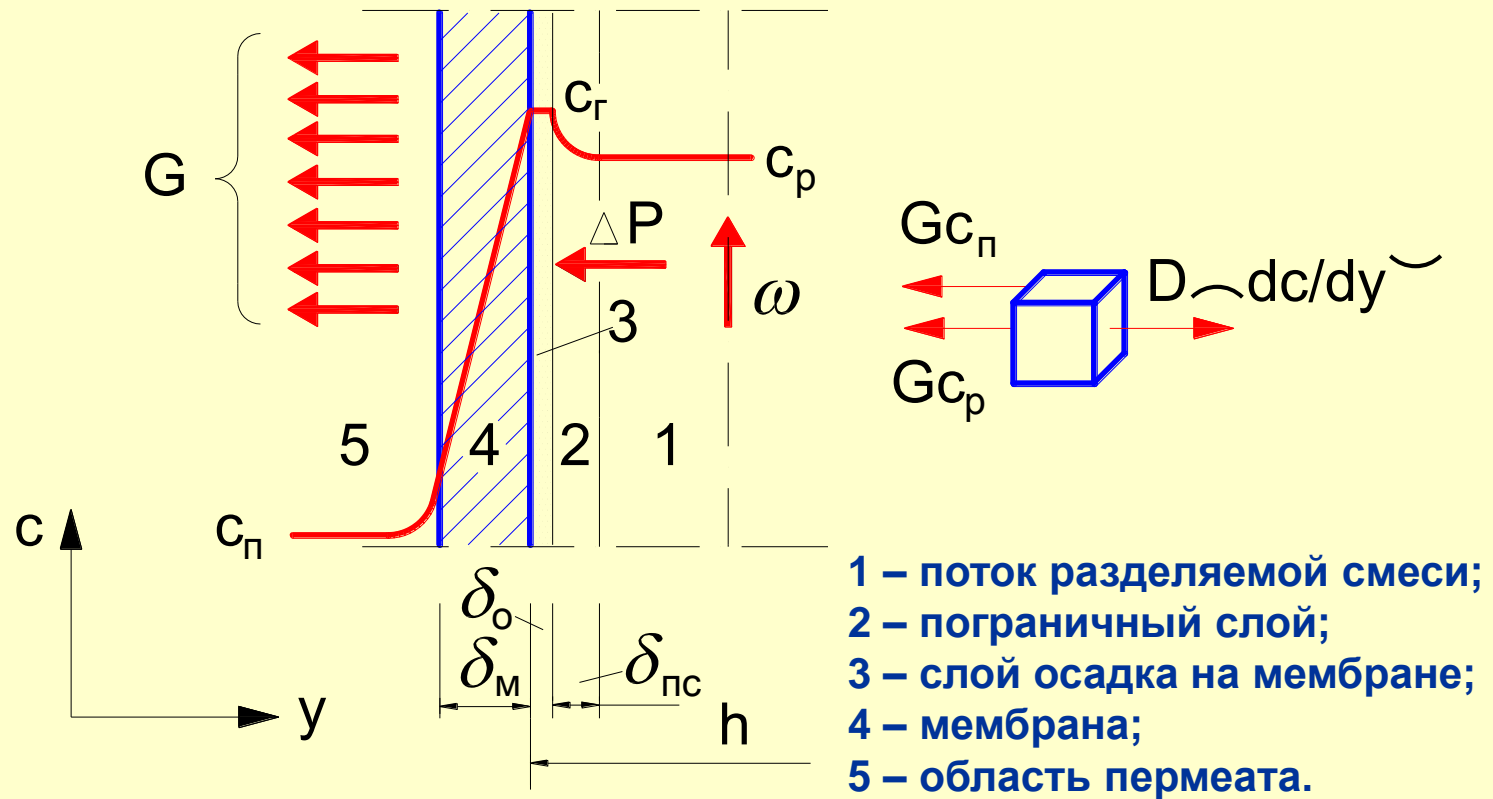 G
cг
cр
△P
ω
3
5
4
2
1
c
cп
y
δо
δм
δпс
h
Gcп
D⏜dc/dy⏝
Gcр
1 – поток разделяемой смеси;
2 – пограничный слой;
3 – слой осадка на мембране;
4 – мембрана;
5 – область пермеата.